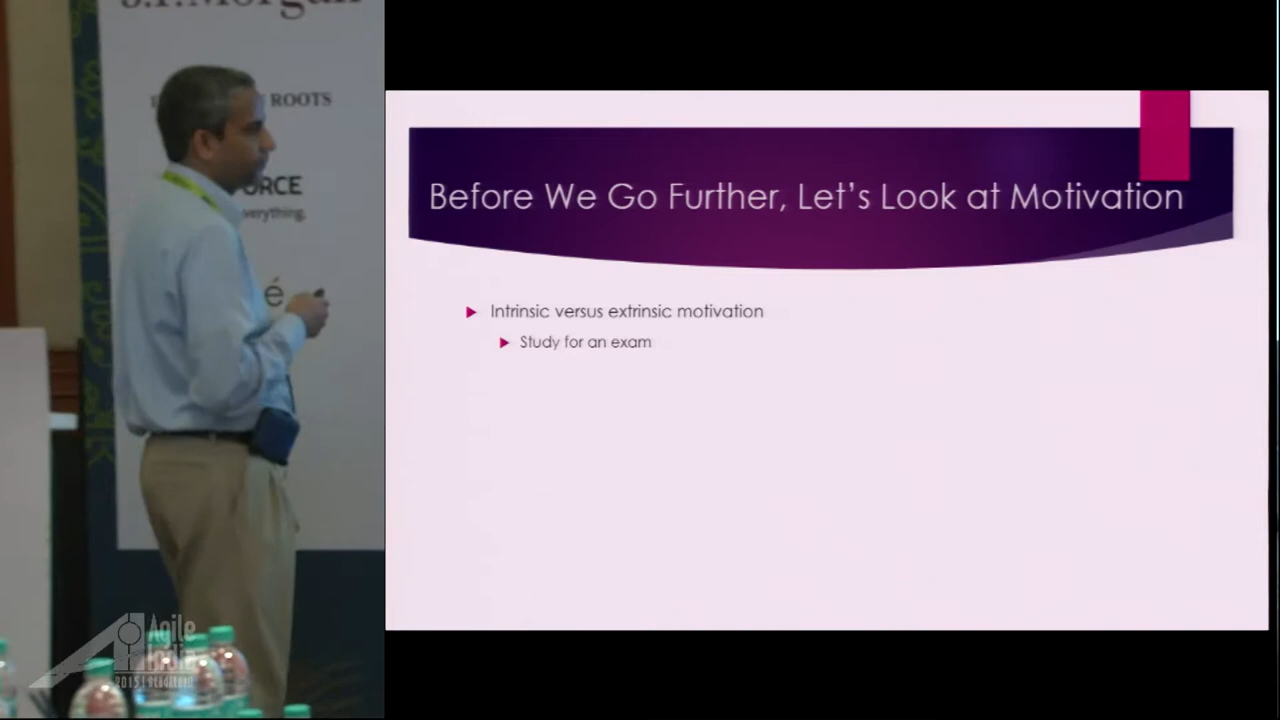 ROOTS
Before We Go Further, Let's Look at Motivation
Intrinsic versus extrinsic motivation
Study for an exam
Agile
India
2015